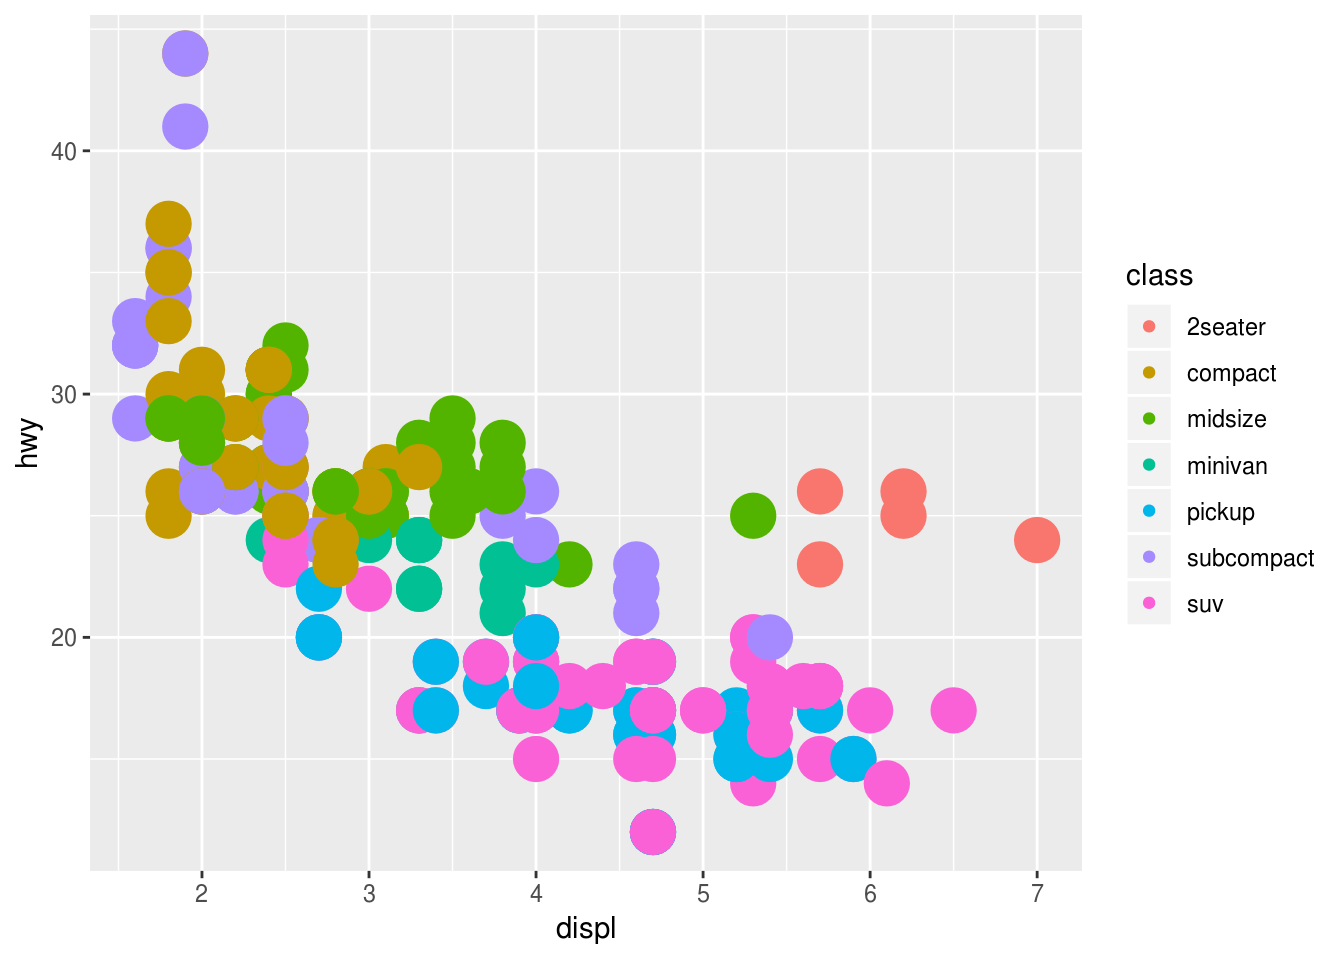 hwy
40
30
20
2 3 4 5 6 7
displ
class
2seater
compact
midsize
minivan
pickup
subcompact
suv